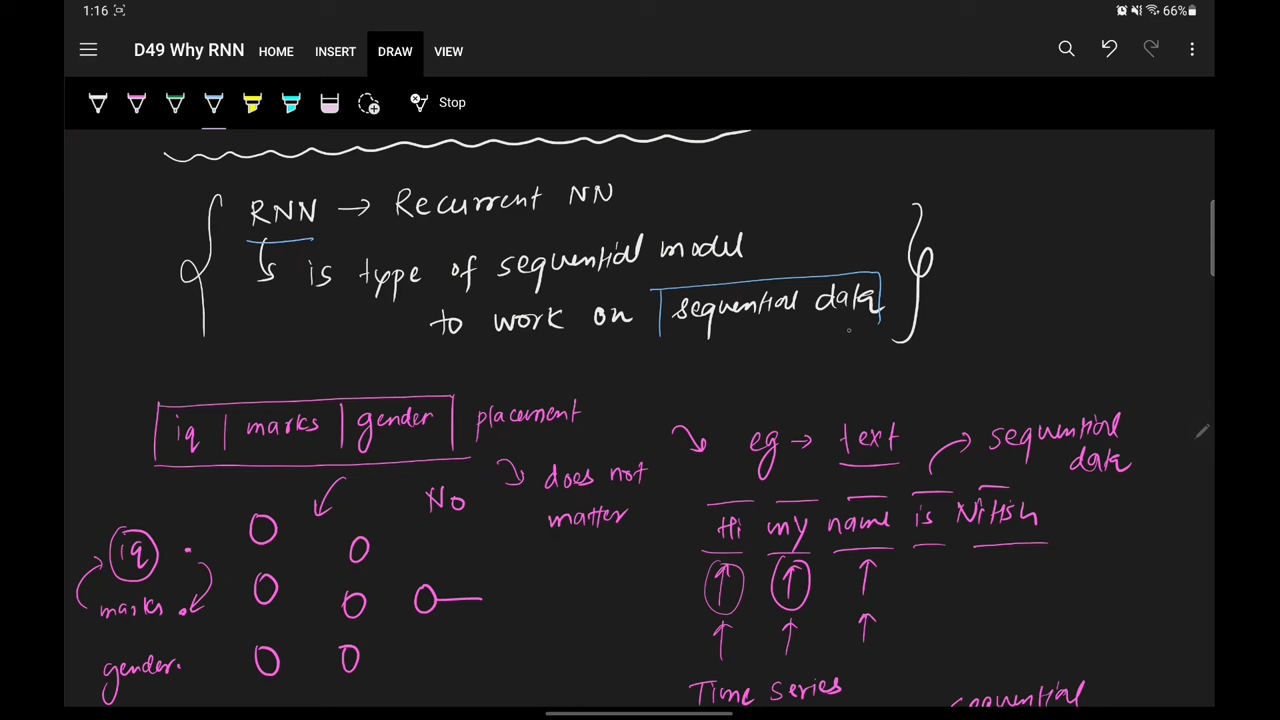 1:16 66%
D49 Why RNN HOME INSERT DRAW VIEW
Stop
RNN → Recurrent NN
↳ is type of sequential model
to work on sequential data
iq | marks | gender | placement
No
does not
matter
iq
marks
gender
eg → text → sequential
data
Hi my name is Nitish
Time Series
sequential